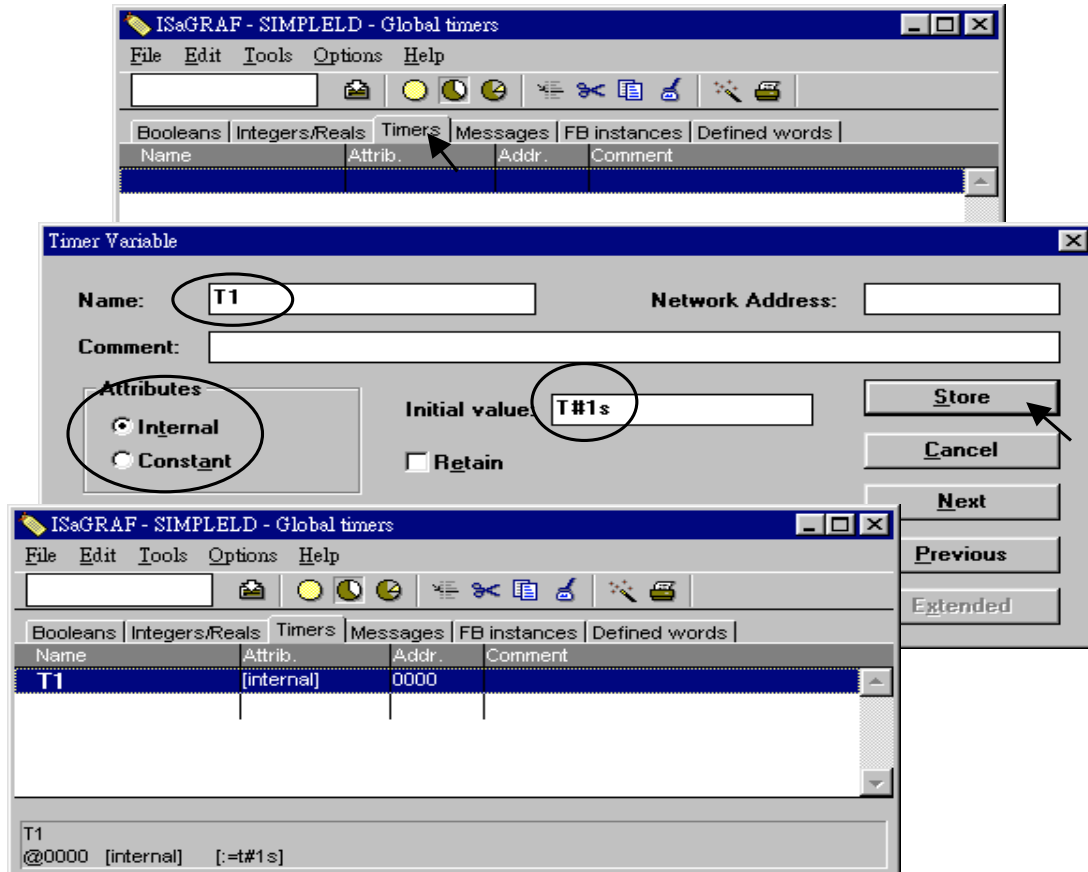 ISaGRAF - SIMPLELD - Global timers
File Edit Tools Options Help
Booleans Integers/Reals Timers Messages FB instances Defined words
Name Attrib. Addr. Comment
Timer Variable
Name: T1 Network Address:
Comment:
Attributes
Internal
Constant
Initial value: T#1s
Retain
Store
Cancel
Next
Previous
Extended
ISaGRAF - SIMPLELD - Global timers
File Edit Tools Options Help
Booleans Integers/Reals Timers Messages FB instances Defined words
Name Attrib. Addr. Comment
T1 [internal] 0000
T1
@0000 [internal] [:=t#1s]